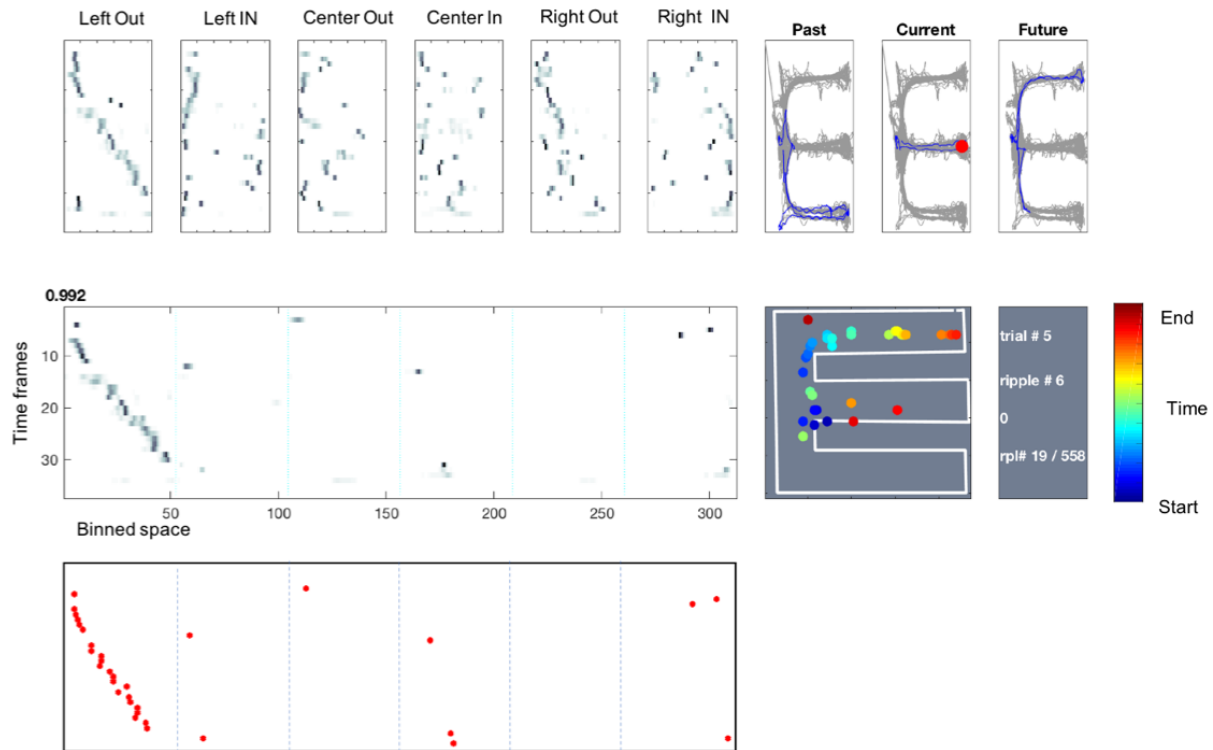 Left Out
Left IN
Center Out
Center In
Right Out
Right IN
Past
Current
Future
0.992
Time frames
10
20
30
50
100
150
200
250
300
Binned space
trial # 5
ripple # 6
0
rpl# 19 / 558
End
Time
Start